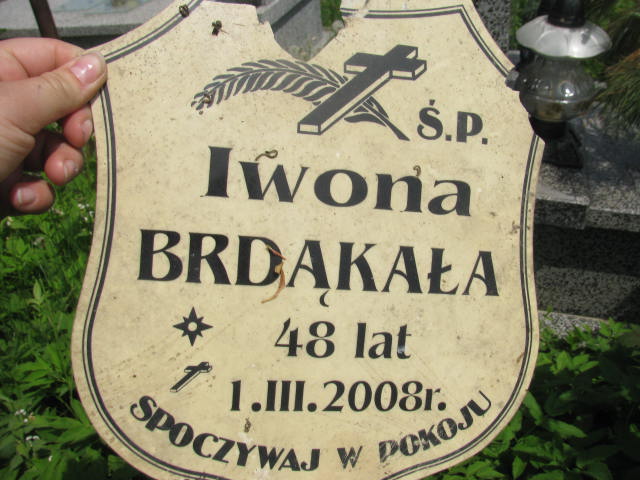 Ś.P.
Iwona
BRDĄKAŁA
48 lat
1.III.2008r.
SPOCZYWAJ W POKOJU